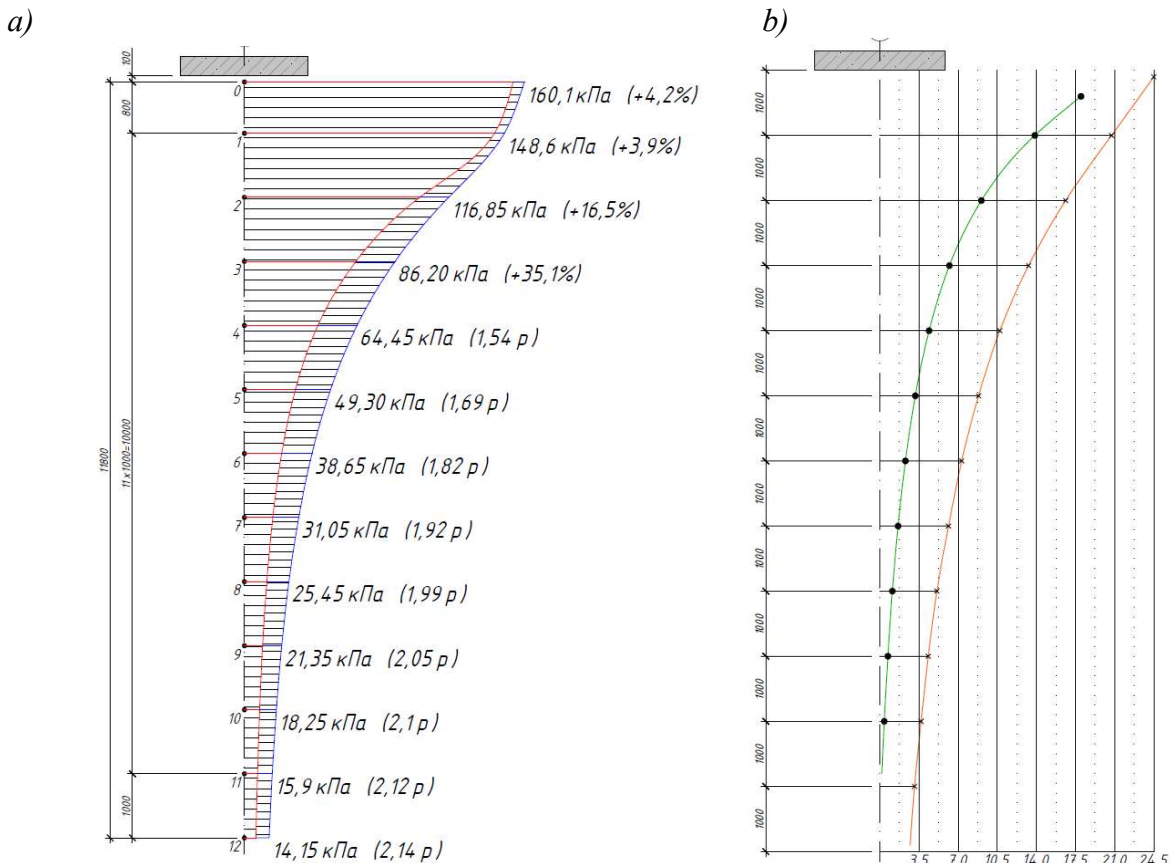 a)
b)
100
0
800
160,1 кПа (+4,2%)
1
148,6 кПа (+3,9%)
2
116,85 кПа (+16,5%)
3
86,20 кПа (+35,1%)
4
64,45 кПа (1,54 р)
5
49,30 кПа (1,69 р)
11800
11 x1000=10000
6
38,65 кПа (1,82 р)
7
31,05 кПа (1,92 р)
8
25,45 кПа (1,99 р)
9
21,35 кПа (2,05 р)
10
18,25 кПа (2,1 р)
11
15,9 кПа (2,12 р)
1000
12
14,15 кПа (2,14 р)
1000
1000
1000
1000
1000
1000
1000
1000
1000
1000
1000
1000
3.5 7.0 10.5 14.0 17.5 21.0 24.5